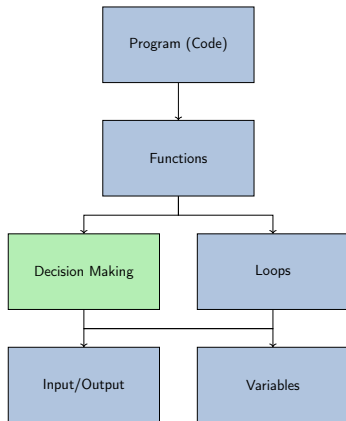 Program (Code)
Functions
Decision Making
Loops
Input/Output
Variables